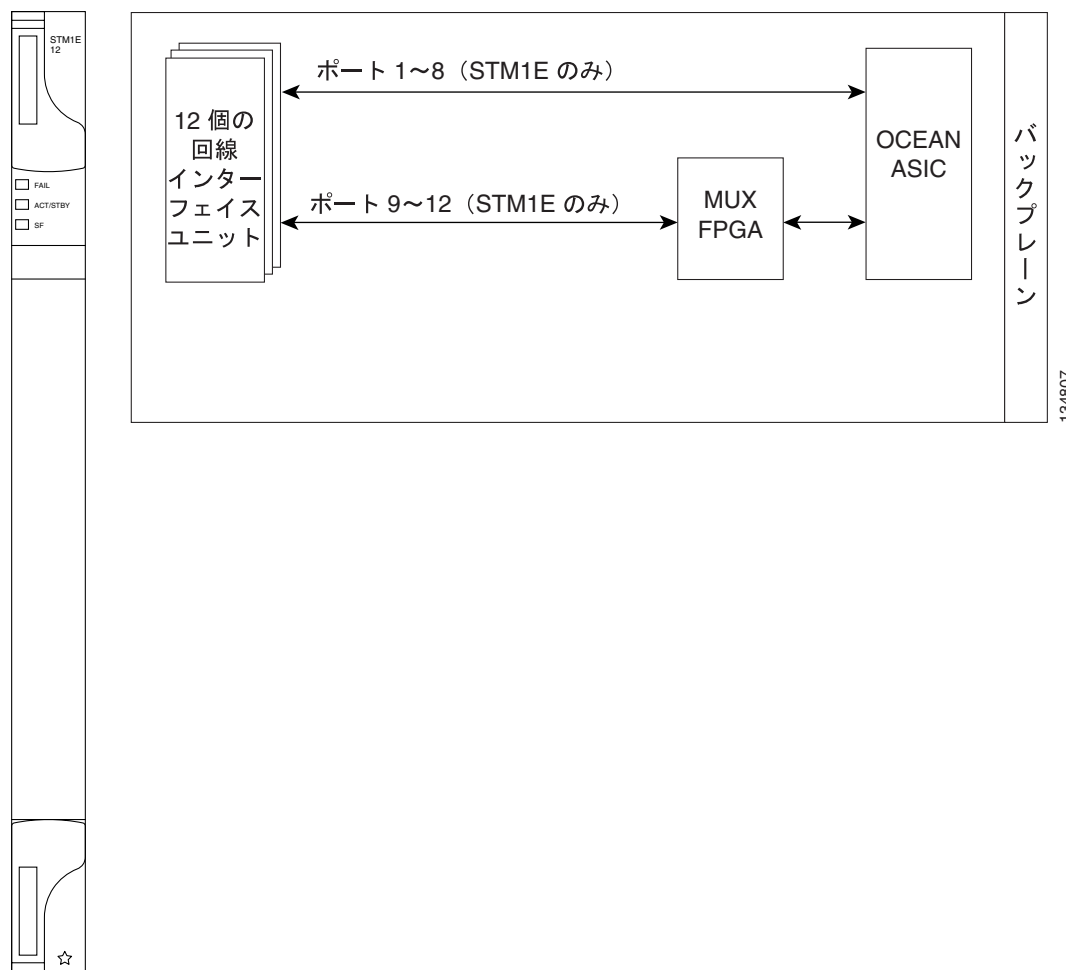 STM1E
12
FAIL
ACT/STBY
SF
ポート 1~8（STM1E のみ）
12 個の
回線
インター
フェイス
ユニット
ポート 9~12（STM1E のみ）
MUX
FPGA
OCEAN
ASIC
バックプレーン
134807